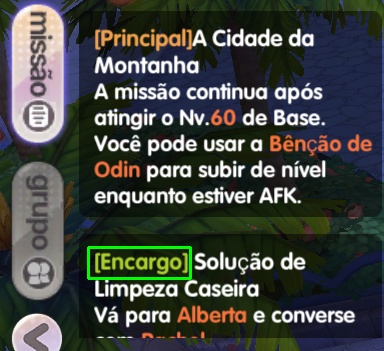 missão
grupo
[Principal]A Cidade da
Montanha
A missão continua após
atingir o Nv.60 de Base.
Você pode usar a Bênção de
Odin para subir de nível
enquanto estiver AFK.
[Encargo] Solução de
Limpeza Caseira
Vá para Alberta e converse
com